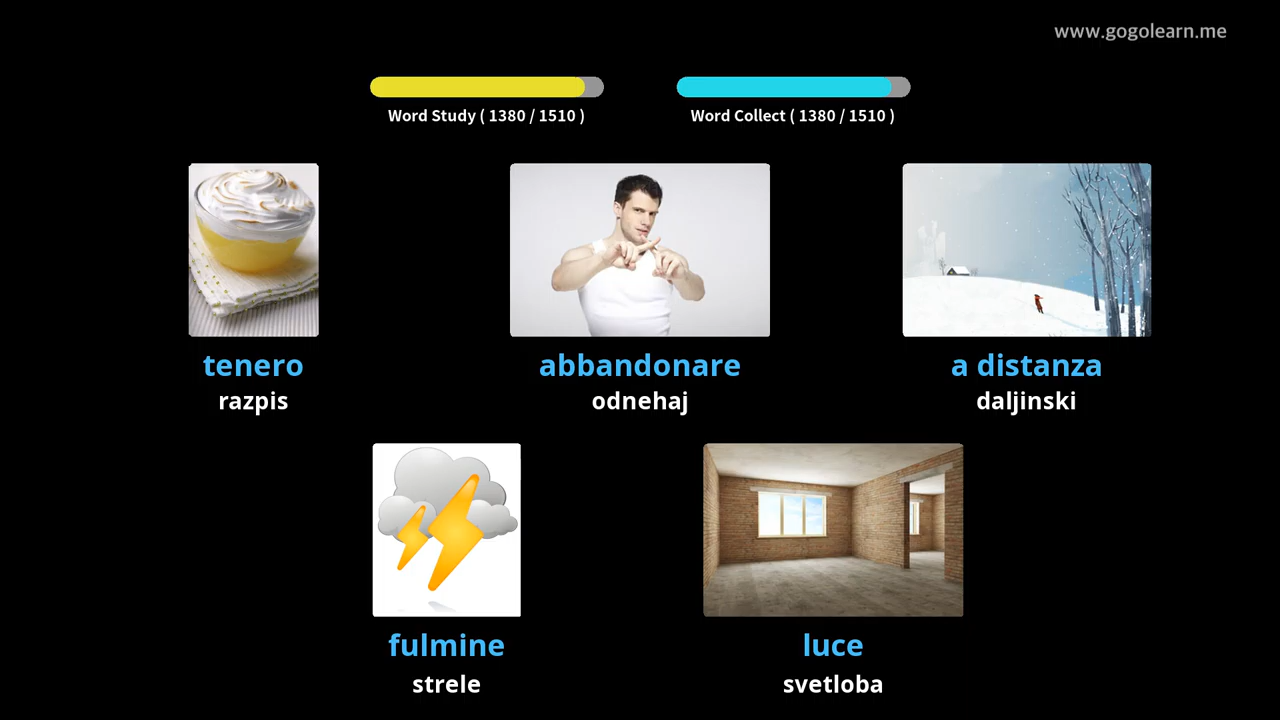 www.gogolearn.me
Word Study ( 1380 / 1510 )
Word Collect ( 1380 / 1510 )
tenero
razpis
abbandonare
odnehaj
a distanza
daljinski
fulmine
strele
luce
svetloba